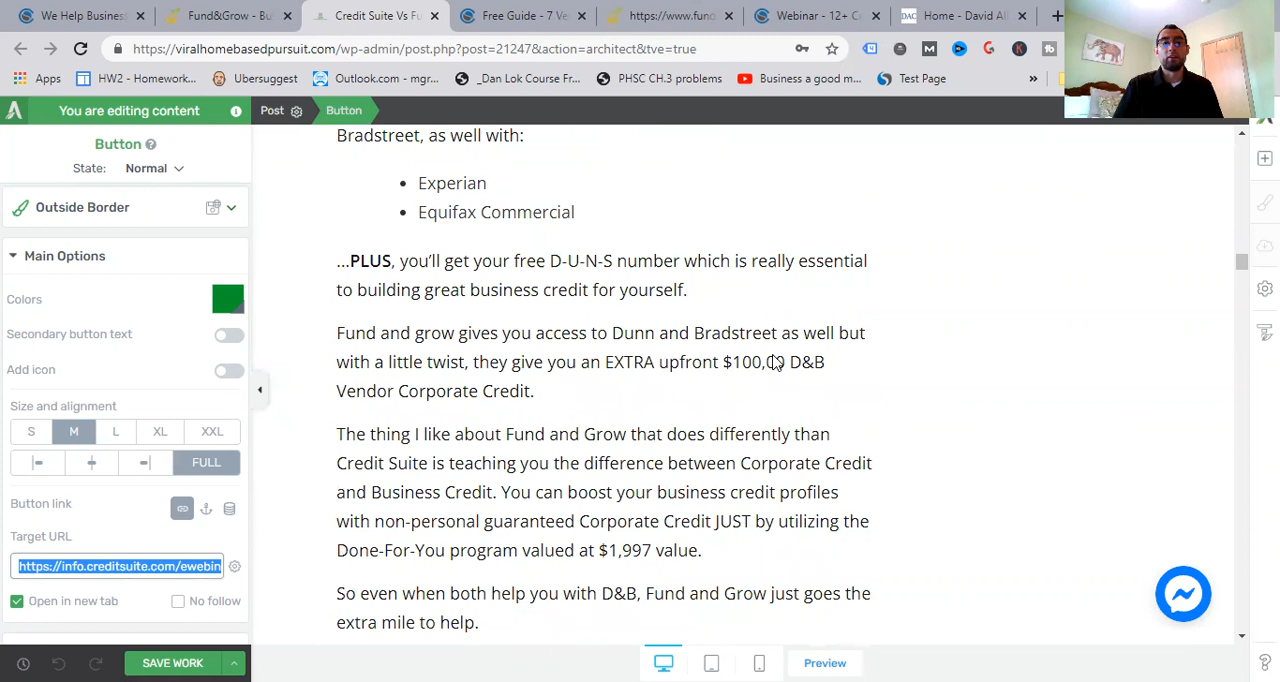 We Help Business
Fund&Grow - Bu
Credit Suite Vs Fu
Free Guide - 7 Ve
https://www.fund
Webinar - 12+ C
DAC
Home - David All
https://viralhomebasedpursuit.com/wp-admin/post.php?post=21247&action=architect&tve=true
Apps
HW2 - Homework...
Ubersuggest
Outlook.com - mgr...
_Dan Lok Course Fr...
PHSC CH.3 problems
Business a good m...
Test Page
»
You are editing content
Post
Button
Button
State: Normal
Outside Border
Main Options
Colors
Secondary button text
Add icon
Size and alignment
S M L XL XXL
FULL
Button link
Target URL
https://info.creditsuite.com/ewebin
Open in new tab
No follow
SAVE WORK
Bradstreet, as well with:
• Experian
• Equifax Commercial
...PLUS, you'll get your free D-U-N-S number which is really essential
to building great business credit for yourself.
Fund and grow gives you access to Dunn and Bradstreet as well but
with a little twist, they give you an EXTRA upfront $100,00 D&B
Vendor Corporate Credit.
The thing I like about Fund and Grow that does differently than
Credit Suite is teaching you the difference between Corporate Credit
and Business Credit. You can boost your business credit profiles
with non-personal guaranteed Corporate Credit JUST by utilizing the
Done-For-You program valued at $1,997 value.
So even when both help you with D&B, Fund and Grow just goes the
extra mile to help.
Preview